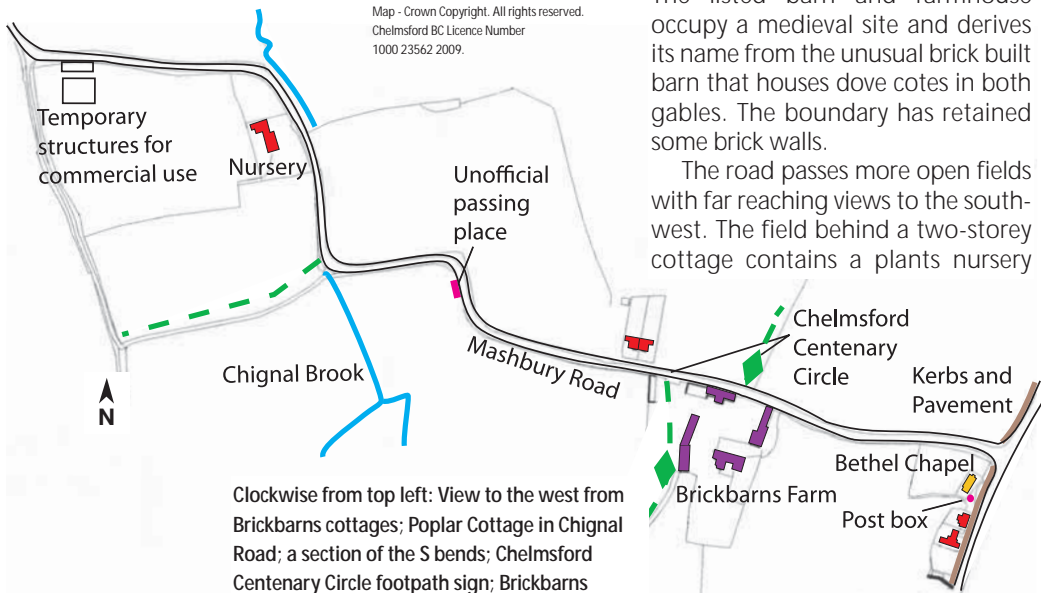 Map - Crown Copyright. All rights reserved.
Chelmsford BC Licence Number
1000 23562 2009.
occupy a medieval site and derives
its name from the unusual brick built
barn that houses dove cotes in both
gables. The boundary has retained
some brick walls.
The road passes more open fields
with far reaching views to the south-
west. The field behind a two-storey
cottage contains a plants nursery
Temporary
structures for
commercial use
Nursery
Unofficial
passing
place
Chignal Brook
Mashbury Road
N
Chelmsford
Centenary
Circle
Kerbs and
Pavement
Bethel Chapel
Post box
Brickbarns Farm
Clockwise from top left: View to the west from
Brickbarns cottages; Poplar Cottage in Chignal
Road; a section of the S bends; Chelmsford
Centenary Circle footpath sign; Brickbarns